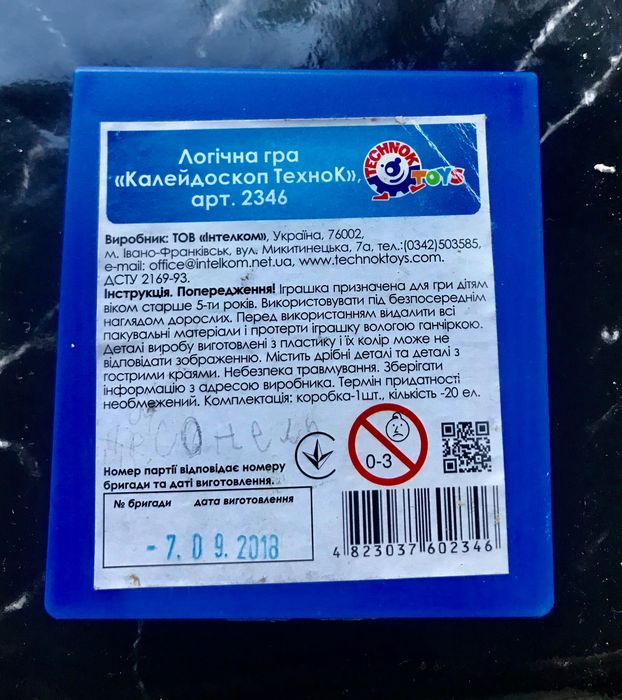 Логічна гра
«Калейдоскоп ТехноК»,
арт. 2346
TECHNOK
TOYS
Виробник: ТОВ «Інтелком», Україна, 76002,
м. Івано-Франківськ, вул. Микитинецька, 7а, тел.:(0342)503585,
e-mail: office@intelkom.net.ua, www.technoktoys.com.
ДСТУ 2169-93.
Інструкція. Попередження! Іграшка призначена для гри дітям
віком старше 5-ти років. Використовувати під безпосереднім
наглядом дорослих. Перед використанням видалити всі
пакувальні матеріали і протерти іграшку вологою ганчіркою.
Деталі виробу виготовлені з пластику і їх колір може не
відповідати зображенню. Містить дрібні деталі та деталі з
гострими краями. Небезпека травмування. Зберігати
інформацію з адресою виробника. Термін придатності
необмежений. Комплектація: коробка-1шт., кількість -20 ел.
0-3
Номер партії відповідає номеру
бригади та даті виготовлення.
№ бригади дата виготовлення
- 7. 0 9. 2018
4 823037 602346